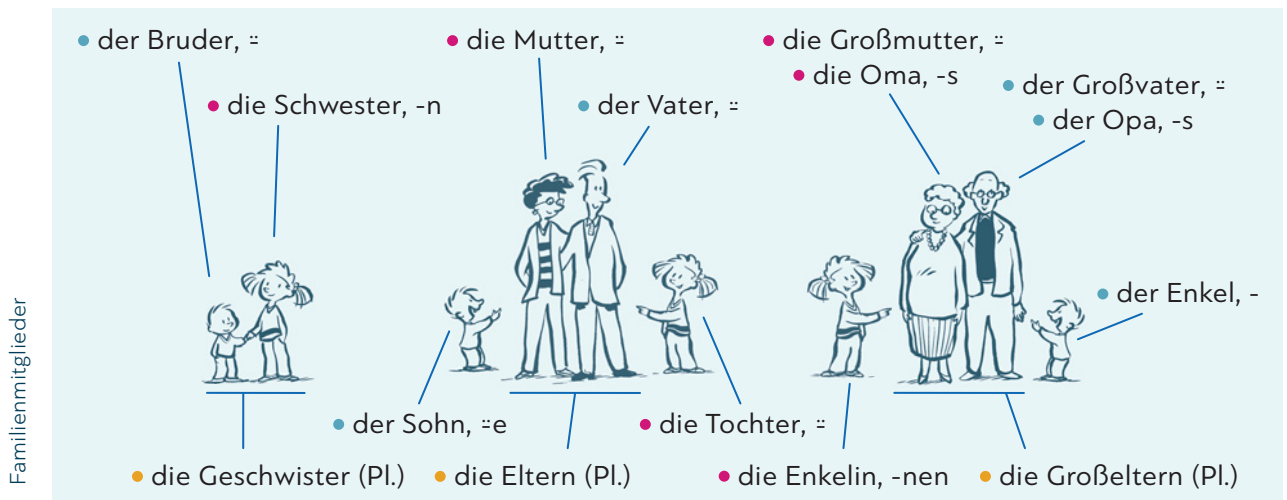 Familienmitglieder
• der Bruder, ⸚
• die Schwester, -n
• die Mutter, ⸚
• der Vater, ⸚
• die Großmutter, ⸚
• die Oma, -s
• der Großvater, ⸚
• der Opa, -s
• der Enkel, -
• der Sohn, ⸚e
• die Tochter, ⸚
• die Geschwister (Pl.)
• die Eltern (Pl.)
• die Enkelin, -nen
• die Großeltern (Pl.)